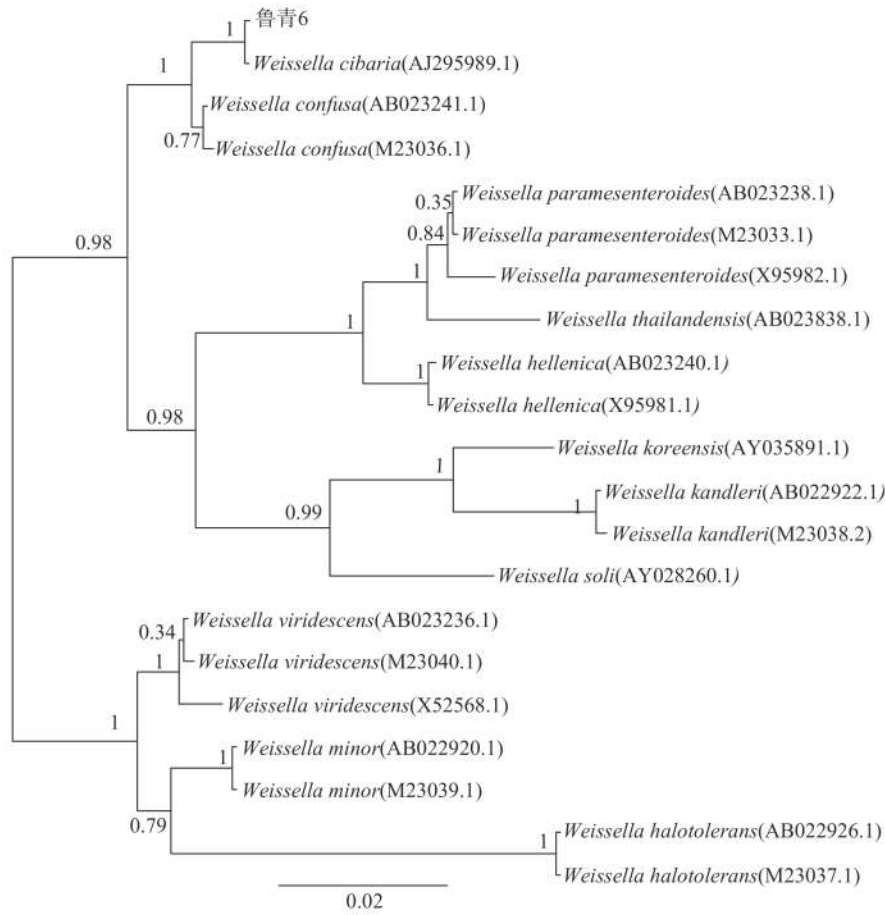 鲁青6
1
Weissella cibaria(AJ295989.1)
1
Weissella confusa(AB023241.1)
0.77
Weissella confusa(M23036.1)
0.98
Weissella paramesenteroides(AB023238.1)
0.35
Weissella paramesenteroides(M23033.1)
0.84
Weissella paramesenteroides(X95982.1)
1
Weissella thailandensis(AB023838.1)
1
Weissella hellenica(AB023240.1)
1
Weissella hellenica(X95981.1)
0.98
Weissella koreensis(AY035891.1)
1
Weissella kandleri(AB022922.1)
1
Weissella kandleri(M23038.2)
0.99
Weissella soli(AY028260.1)
Weissella viridescens(AB023236.1)
0.34
Weissella viridescens(M23040.1)
1
Weissella viridescens(X52568.1)
1
Weissella minor(AB022920.1)
1
Weissella minor(M23039.1)
0.79
Weissella halotolerans(AB022926.1)
1
Weissella halotolerans(M23037.1)
0.02